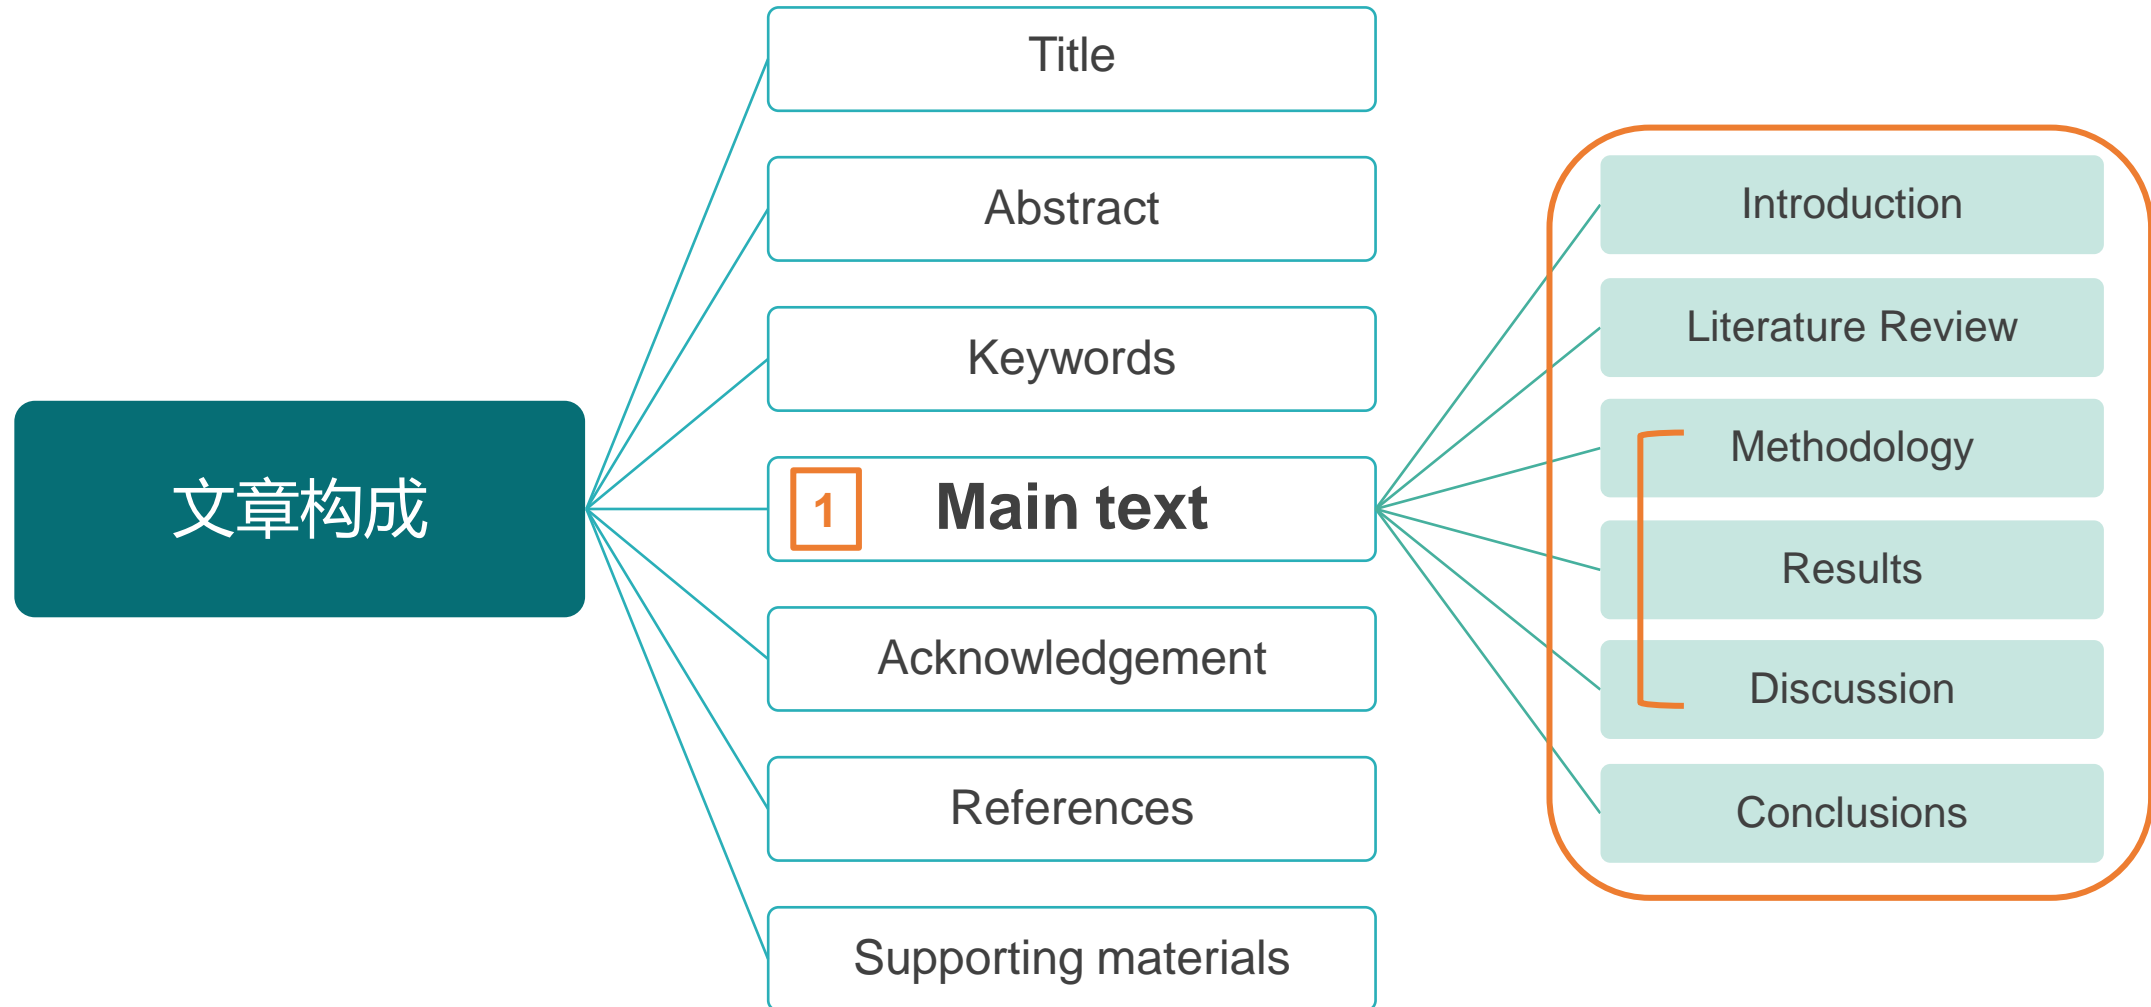 文章构成
Title
Abstract
Keywords
1 Main text
Acknowledgement
References
Supporting materials
Introduction
Literature Review
Methodology
Results
Discussion
Conclusions